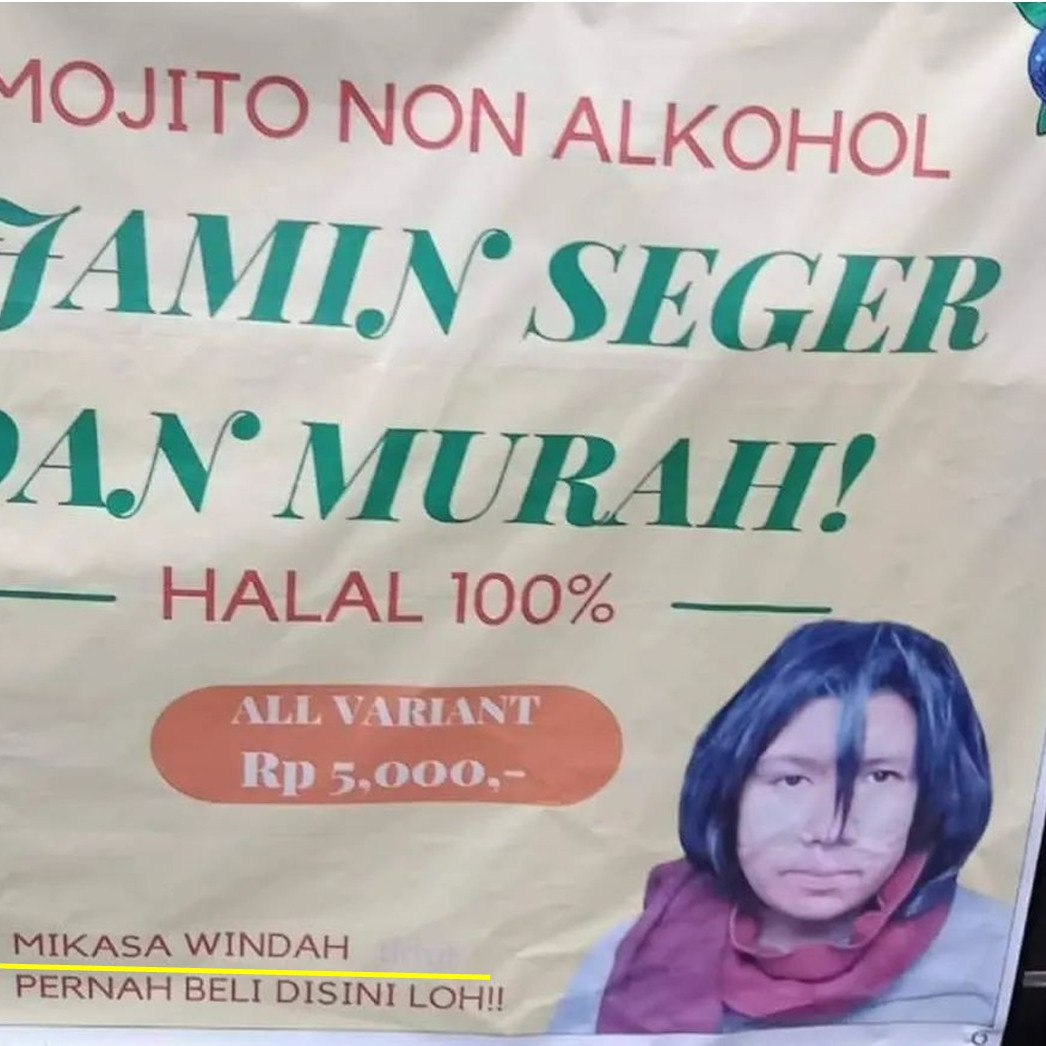 MOJITO NON ALKOHOL
JAMIN SEGER
DAN MURAH!
HALAL 100%
ALL VARIANT
Rp 5,000,-
MIKASA WINDAH
PERNAH BELI DISINI LOH!!